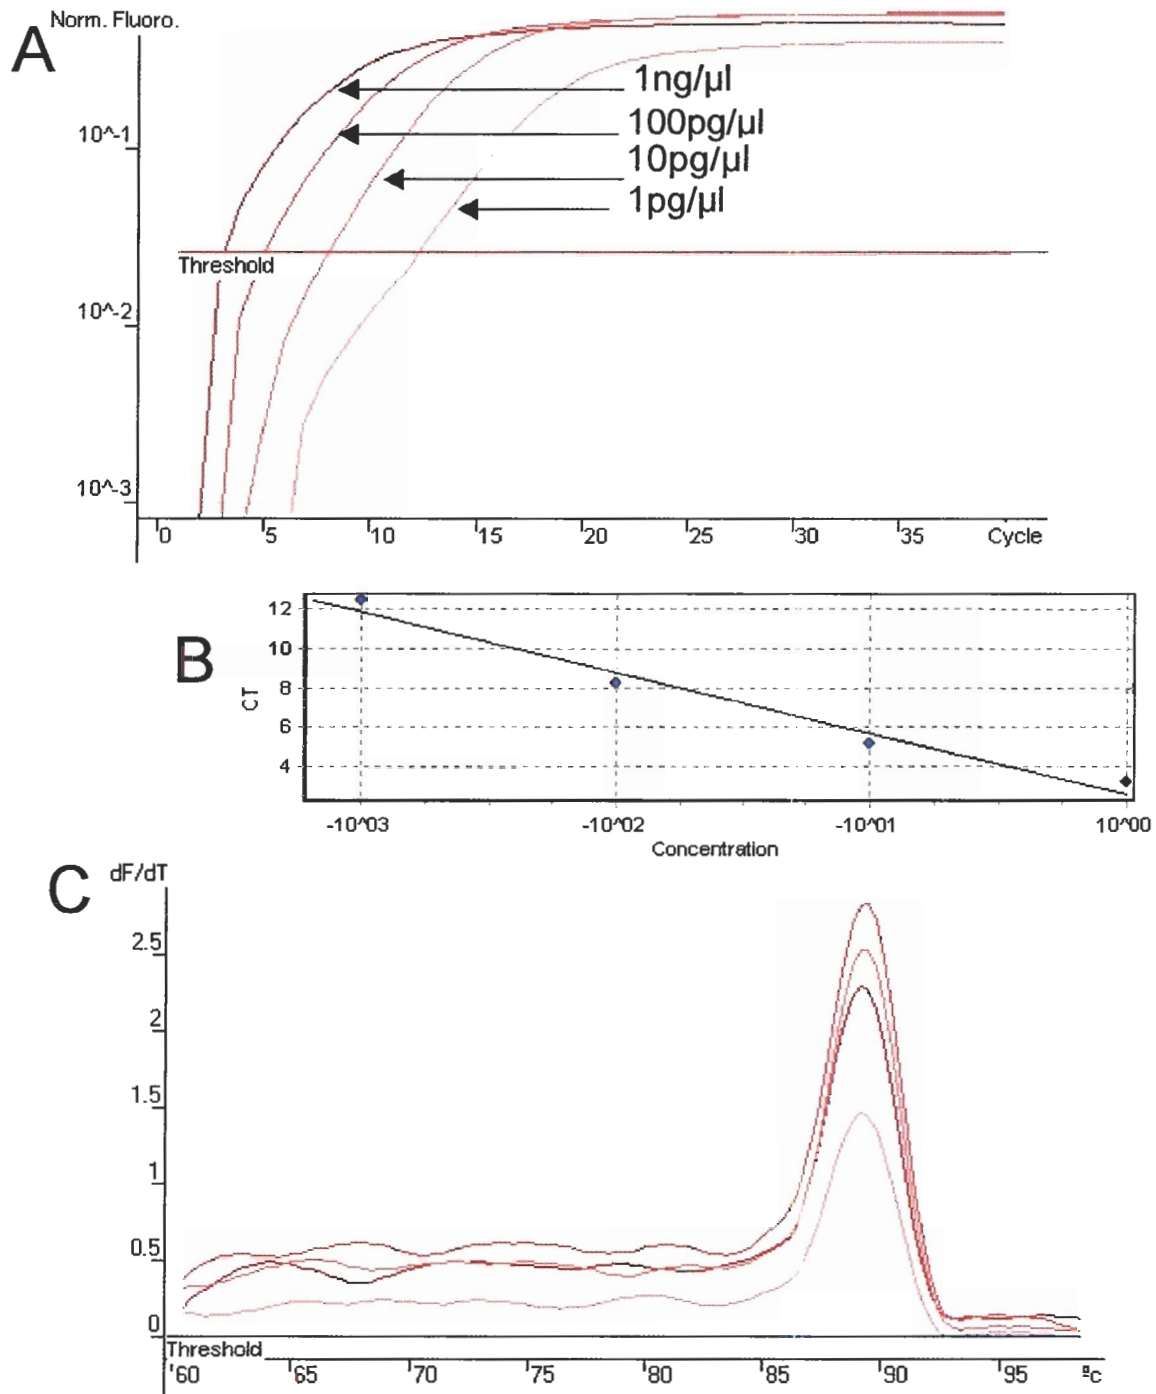 A
Norm. Fluoro.
1ng/µl
100pg/µl
10pg/µl
1pg/µl
10^-1
Threshold
10^-2
10^-3
0 5 10 15 20 25 30 35 Cycle
B
CT
12
10
8
6
4
-10^03 -10^02 -10^01 10^00
Concentration
C
dF/dT
2.5
2
1.5
1
0.5
0
Threshold
60 65 70 75 80 85 90 95 ºc